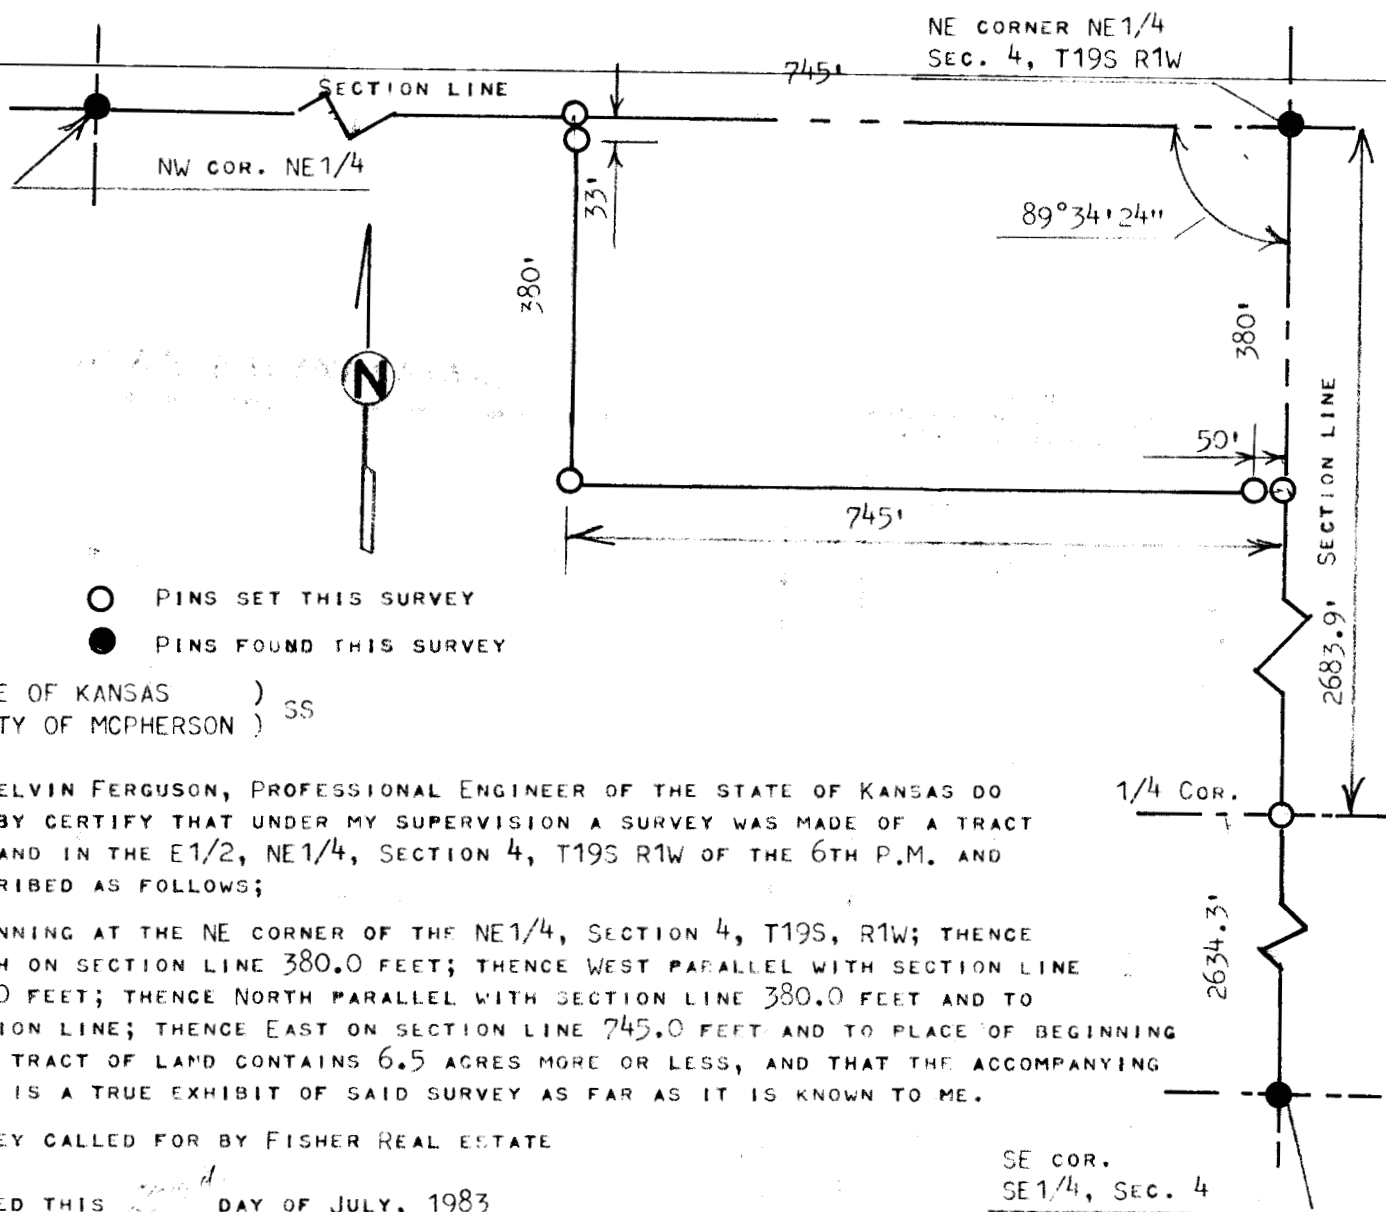 NE CORNER NE1/4
SEC. 4, T19S R1W
745'
SECTION LINE
NW COR. NE1/4
33'
89°34'24"
380'
380'
N
50'
745'
SECTION LINE
2683.9'
PINS SET THIS SURVEY
PINS FOUND THIS SURVEY
E OF KANSAS )
TY OF MCPHERSON ) SS
1/4 COR.
ELVIN FERGUSON, PROFESSIONAL ENGINEER OF THE STATE OF KANSAS DO
BY CERTIFY THAT UNDER MY SUPERVISION A SURVEY WAS MADE OF A TRACT
AND IN THE E1/2, NE1/4, SECTION 4, T19S R1W OF THE 6TH P.M. AND
RIBED AS FOLLOWS;
NNING AT THE NE CORNER OF THE NE1/4, SECTION 4, T19S, R1W; THENCE
H ON SECTION LINE 380.0 FEET; THENCE WEST PARALLEL WITH SECTION LINE
0 FEET; THENCE NORTH PARALLEL WITH SECTION LINE 380.0 FEET AND TO
ION LINE; THENCE EAST ON SECTION LINE 745.0 FEET AND TO PLACE OF BEGINNING
TRACT OF LAND CONTAINS 6.5 ACRES MORE OR LESS, AND THAT THE ACCOMPANYING
IS A TRUE EXHIBIT OF SAID SURVEY AS FAR AS IT IS KNOWN TO ME.
2634.3'
EY CALLED FOR BY FISHER REAL ESTATE
ED THIS DAY OF JULY, 1983
SE COR.
SE1/4, SEC. 4